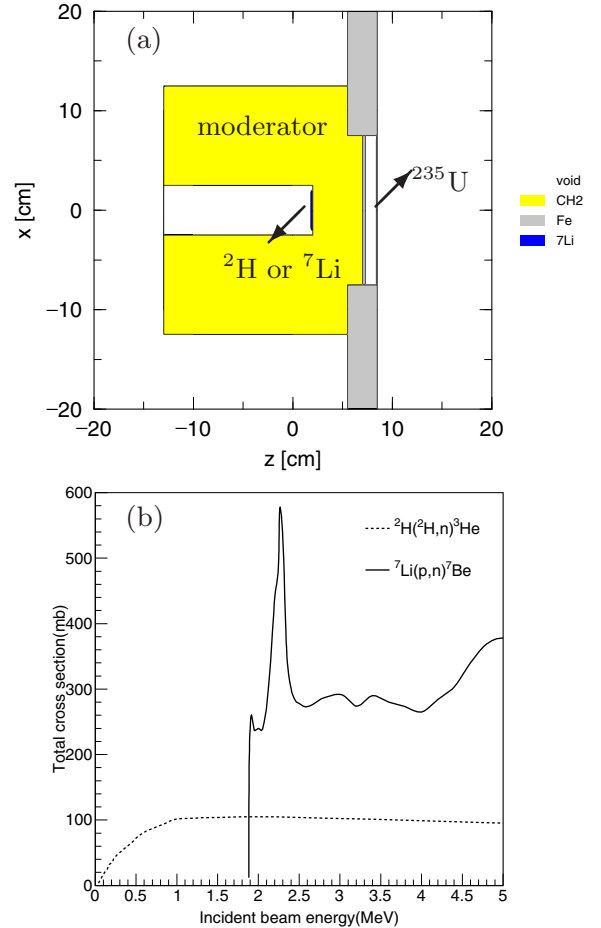 (a)
20
10
0
−10
−20
x [cm]
moderator
²H or ⁷Li
²³⁵U
void
CH2
Fe
7Li
−20 −10 0 10 20
z [cm]
(b)
600
500
400
300
200
100
0
Total cross section(mb)
²H(²H,n)³He
⁷Li(p,n)⁷Be
0 0.5 1 1.5 2 2.5 3 3.5 4 4.5 5
Incident beam energy(MeV)